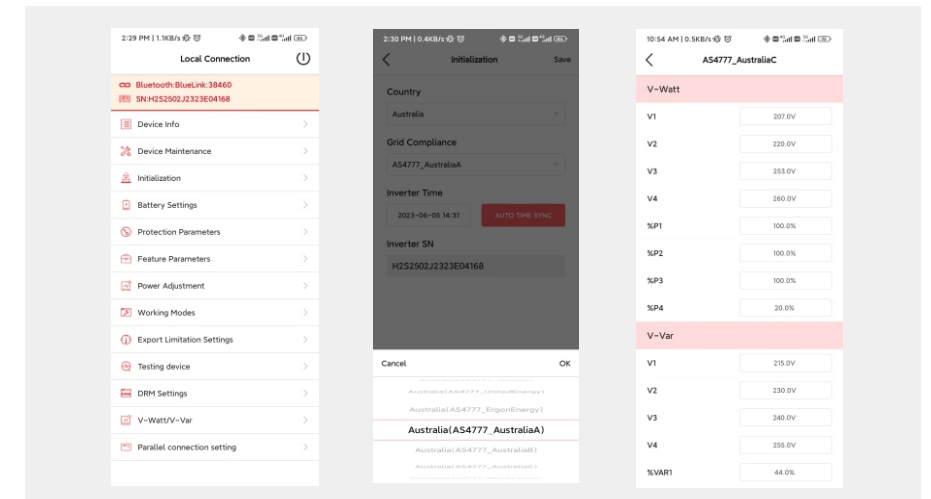 2:29 PM | 1.1KB/s
Local Connection
Bluetooth:BlueLink:38460
SN:H2S2502J2323E04168
Device Info
Device Maintenance
Initialization
Battery Settings
Protection Parameters
Feature Parameters
Power Adjustment
Working Modes
Export Limitation Settings
Testing device
DRM Settings
V-Watt/V-Var
Parallel connection setting
2:30 PM | 0.4KB/s
Initialization Save
Country
Australia
Grid Compliance
AS4777_AustraliaA
Inverter Time
2023-06-05 14:31 AUTO TIME SYNC
Inverter SN
H2S2502J2323E04168
Cancel OK
Australia(AS4777_ErgonEnergy)
Australia(AS4777_AustraliaA)
Australia(AS4777_AustraliaB)
Australia(AS4777_AustraliaC)
10:54 AM | 0.5KB/s
AS4777_AustraliaC
V-Watt
V1 207.0V
V2 220.0V
V3 253.0V
V4 260.0V
%P1 100.0%
%P2 100.0%
%P3 100.0%
%P4 20.0%
V-Var
V1 215.0V
V2 230.0V
V3 240.0V
V4 255.0V
%VAR1 44.0%